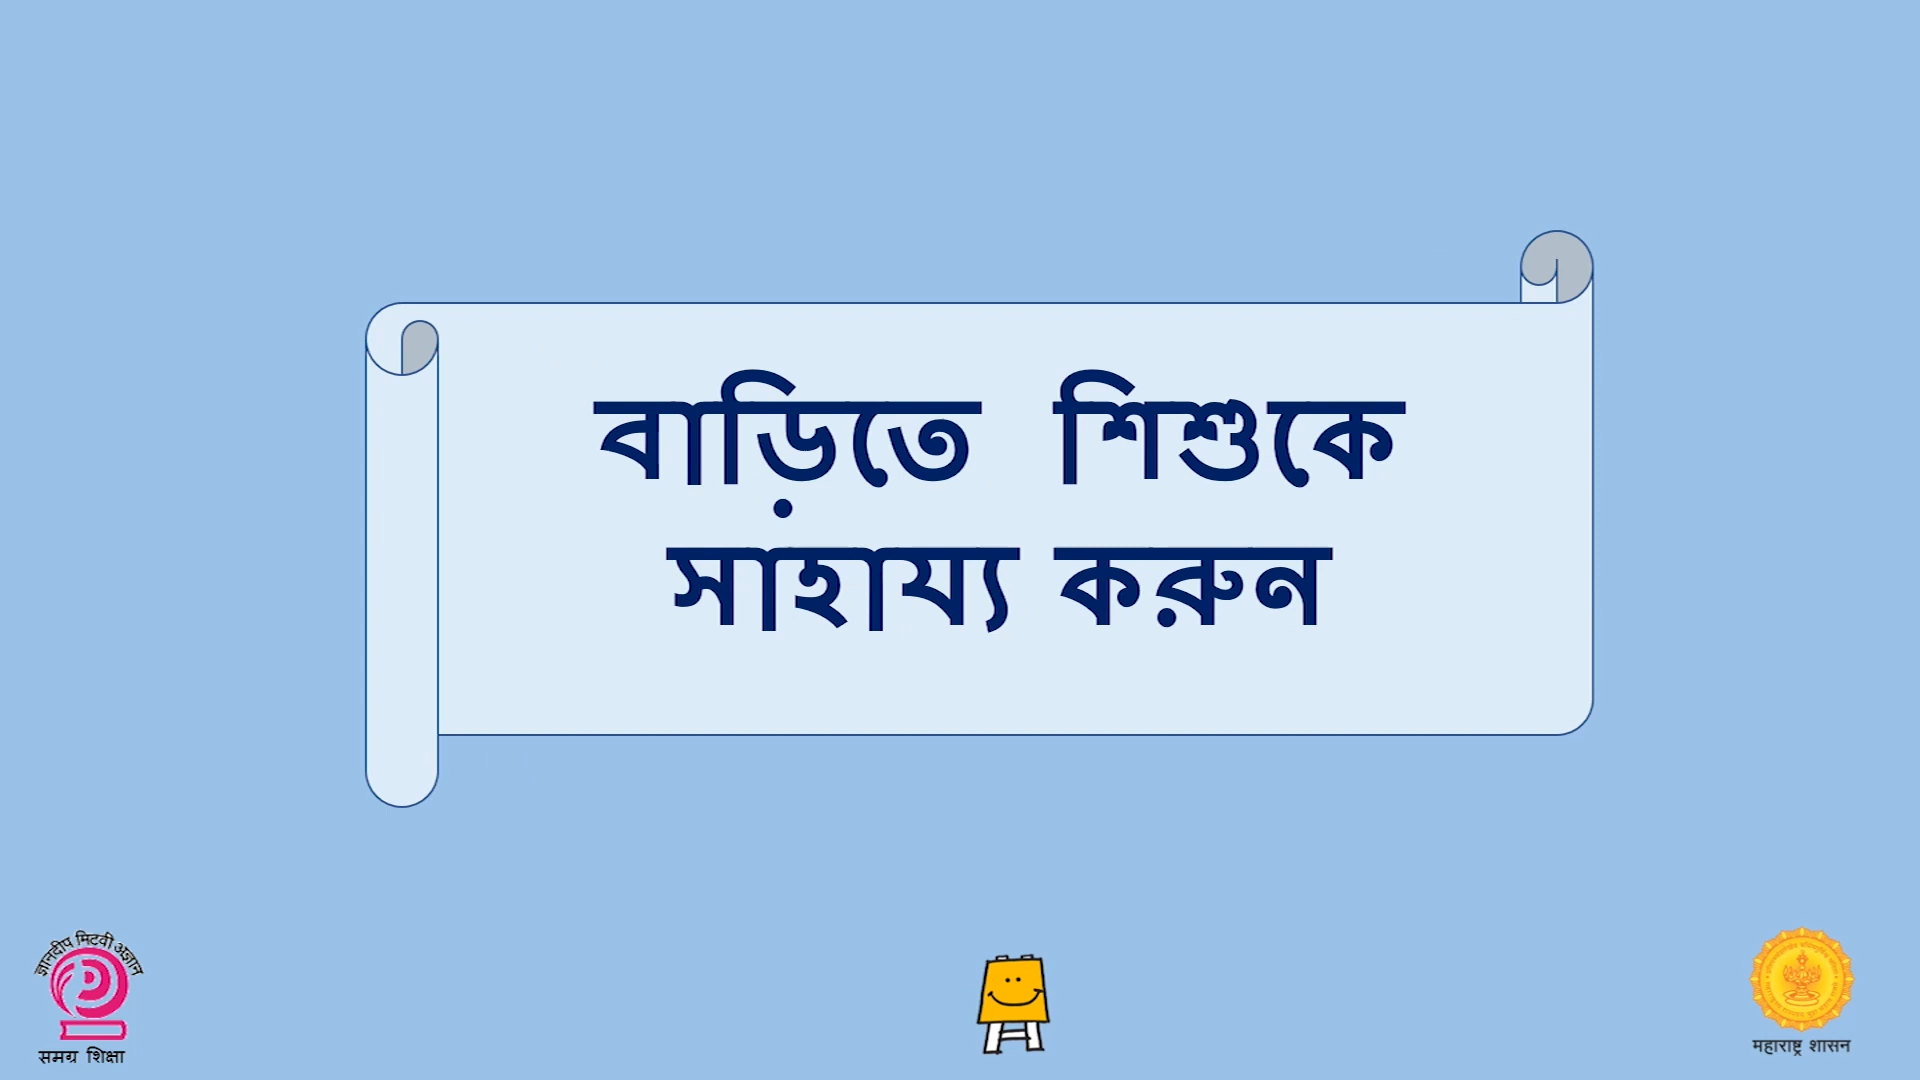 বাড়িতে শিশুকে
সাহায্য করুন
ज्ञानदीप मिटवी अज्ञान
समग्र शिक्षा
महाराष्ट्र शासन